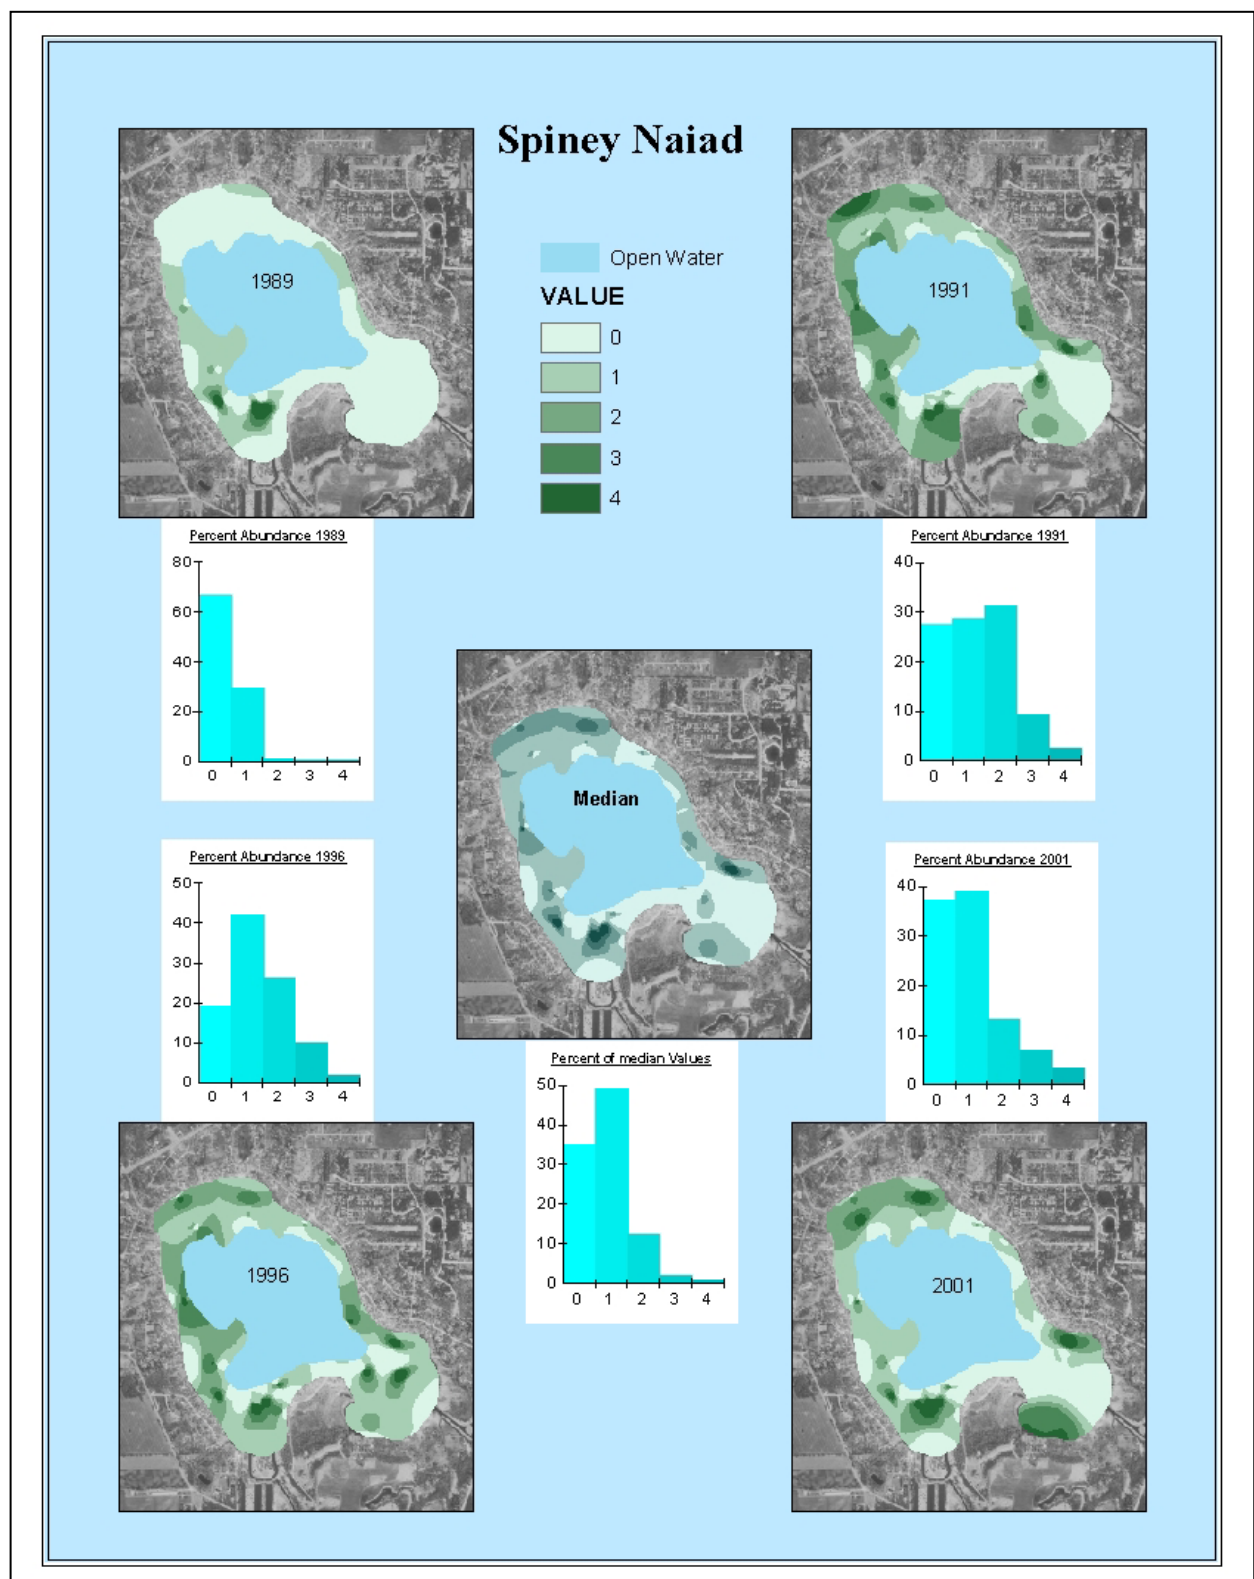 Spiney Naiad
1989
1991
Open Water
VALUE
0
1
2
3
4
Percent Abundance 1989
80
60
40
20
0
0 1 2 3 4
Percent Abundance 1991
40
30
20
10
0
0 1 2 3 4
Median
Percent Abundance 1996
50
40
30
20
10
0
0 1 2 3 4
Percent Abundance 2001
40
30
20
10
0
0 1 2 3 4
Percent of median Values
50
40
30
20
10
0
0 1 2 3 4
1996
2001